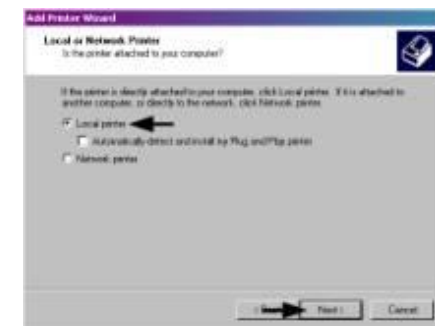 Add Printer Wizard
Local or Network Printer
Is the printer attached to your computer?
If the printer is directly attached to your computer, click Local printer. If it is attached to
another computer, or directly to the network, click Network printer.
Local printer
Automatically detect and install my Plug and Play printer
Network printer
Next >
Cancel